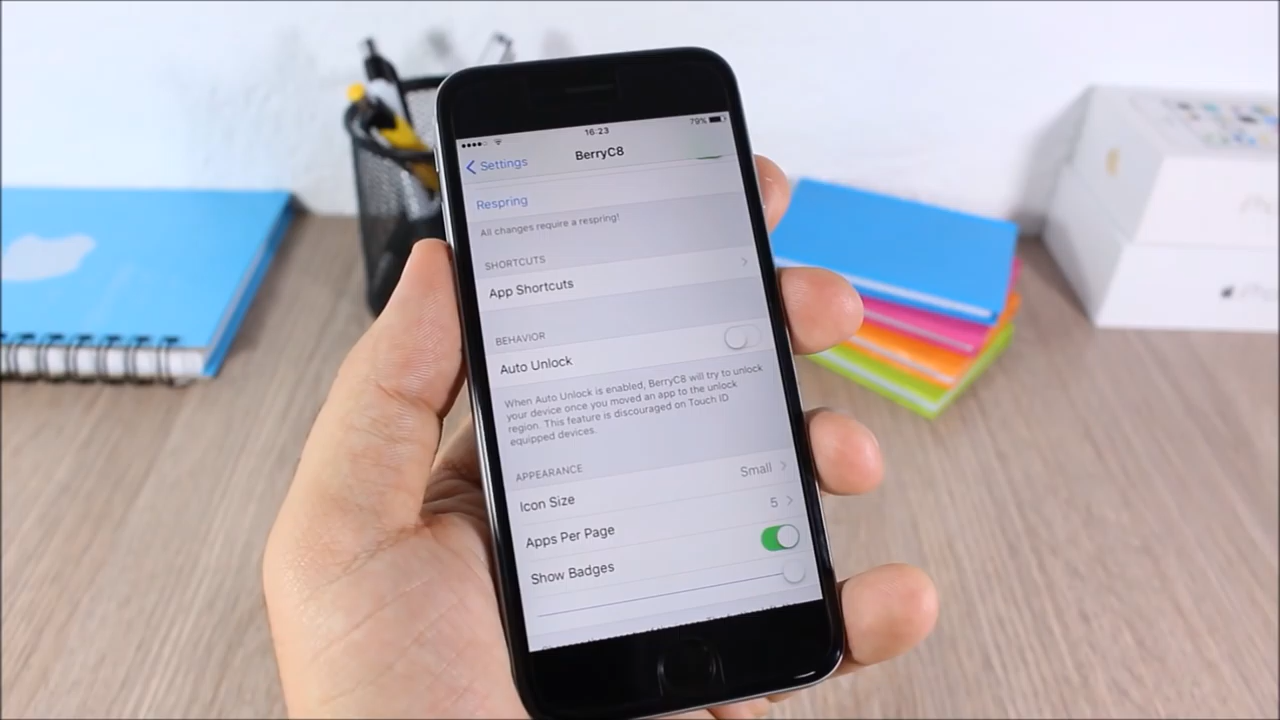 16:23
79%
Settings
BerryC8
Respring
All changes require a respring!
SHORTCUTS
App Shortcuts
BEHAVIOR
Auto Unlock
When Auto Unlock is enabled, BerryC8 will try to unlock
your device once you moved an app to the unlock
region. This feature is discouraged on Touch ID
equipped devices.
APPEARANCE
Icon Size Small
Apps Per Page 5
Show Badges